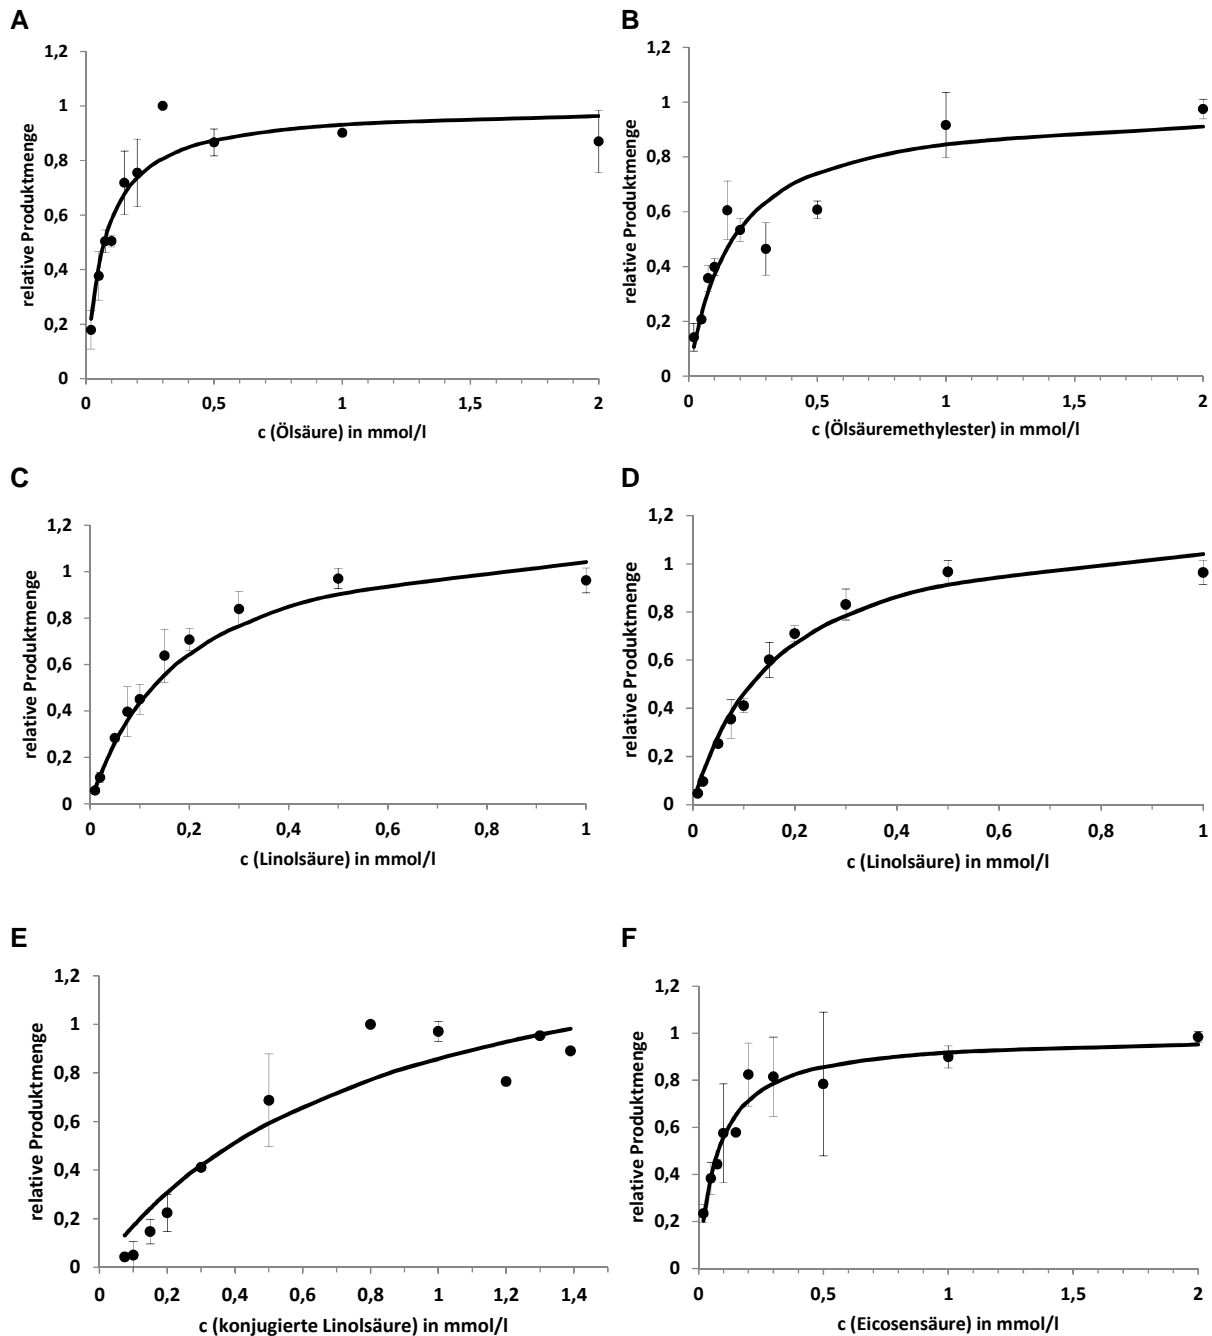 A
relative Produktmenge
1,2
1
0,8
0,6
0,4
0,2
0
0 0,5 1 1,5 2
c (Ölsäure) in mmol/l
B
relative Produktmenge
1,2
1
0,8
0,6
0,4
0,2
0
0 0,5 1 1,5 2
c (Ölsäuremethylester) in mmol/l
C
relative Produktmenge
1,2
1
0,8
0,6
0,4
0,2
0
0 0,2 0,4 0,6 0,8 1
c (Linolsäure) in mmol/l
D
relative Produktmenge
1,2
1
0,8
0,6
0,4
0,2
0
0 0,2 0,4 0,6 0,8 1
c (Linolsäure) in mmol/l
E
relative Produktmenge
1,2
1
0,8
0,6
0,4
0,2
0
0 0,2 0,4 0,6 0,8 1 1,2 1,4
c (konjugierte Linolsäure) in mmol/l
F
relative Produktmenge
1,2
1
0,8
0,6
0,4
0,2
0
0 0,5 1 1,5 2
c (Eicosensäure) in mmol/l